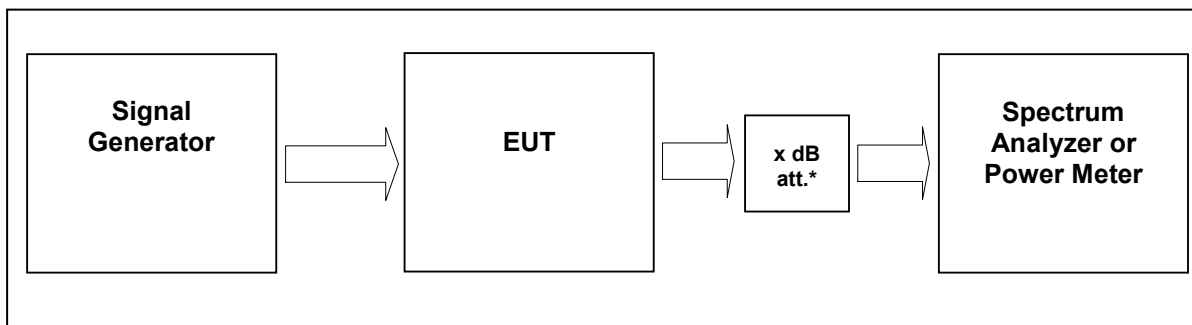 Signal
Generator
EUT
x dB
att.*
Spectrum
Analyzer or
Power Meter